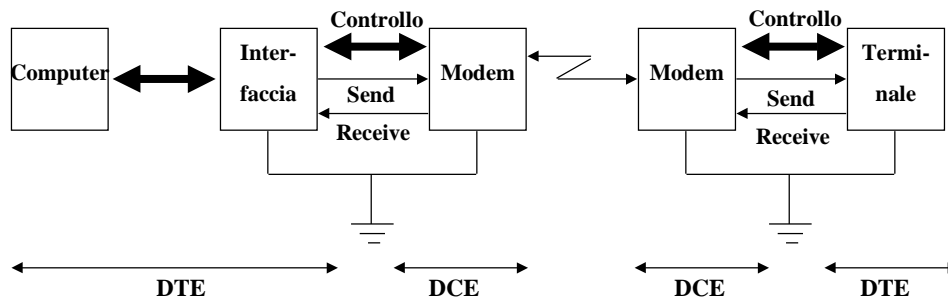 Controllo
Controllo
Computer
Inter-
faccia
Modem
Modem
Termi-
nale
Send
Receive
Send
Receive
DTE
DCE
DCE
DTE